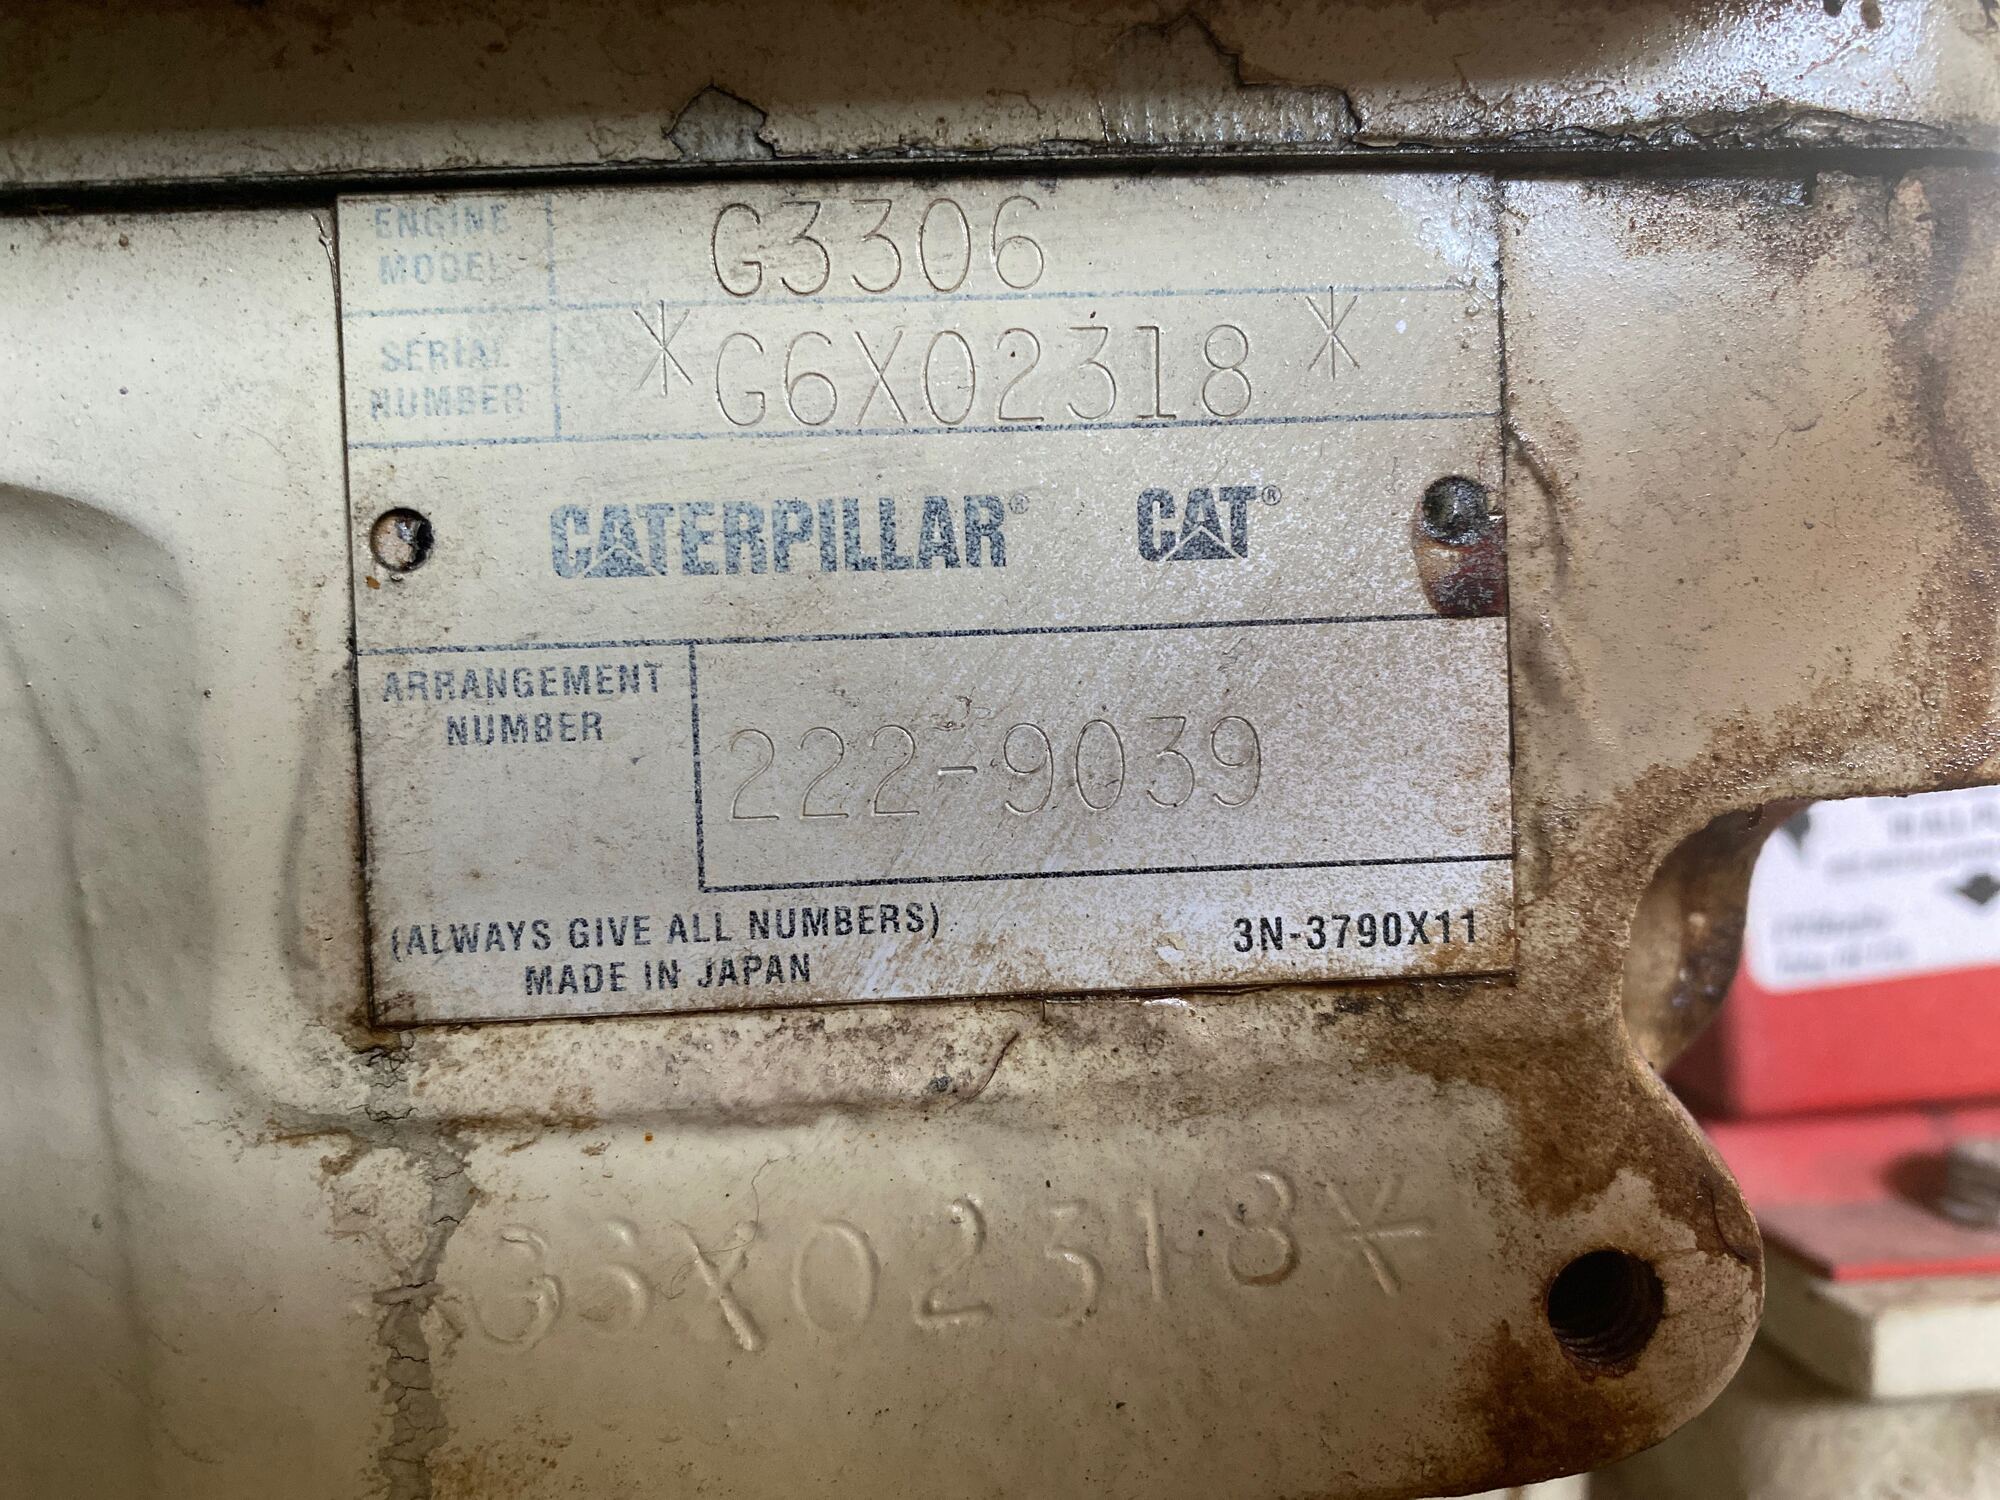 ENGINE
MODEL
G3306
SERIAL
NUMBER
*G6X02318*
CATERPILLAR® CAT®
ARRANGEMENT
NUMBER
222-9039
(ALWAYS GIVE ALL NUMBERS)
3N-3790X11
MADE IN JAPAN
*G6X02318*